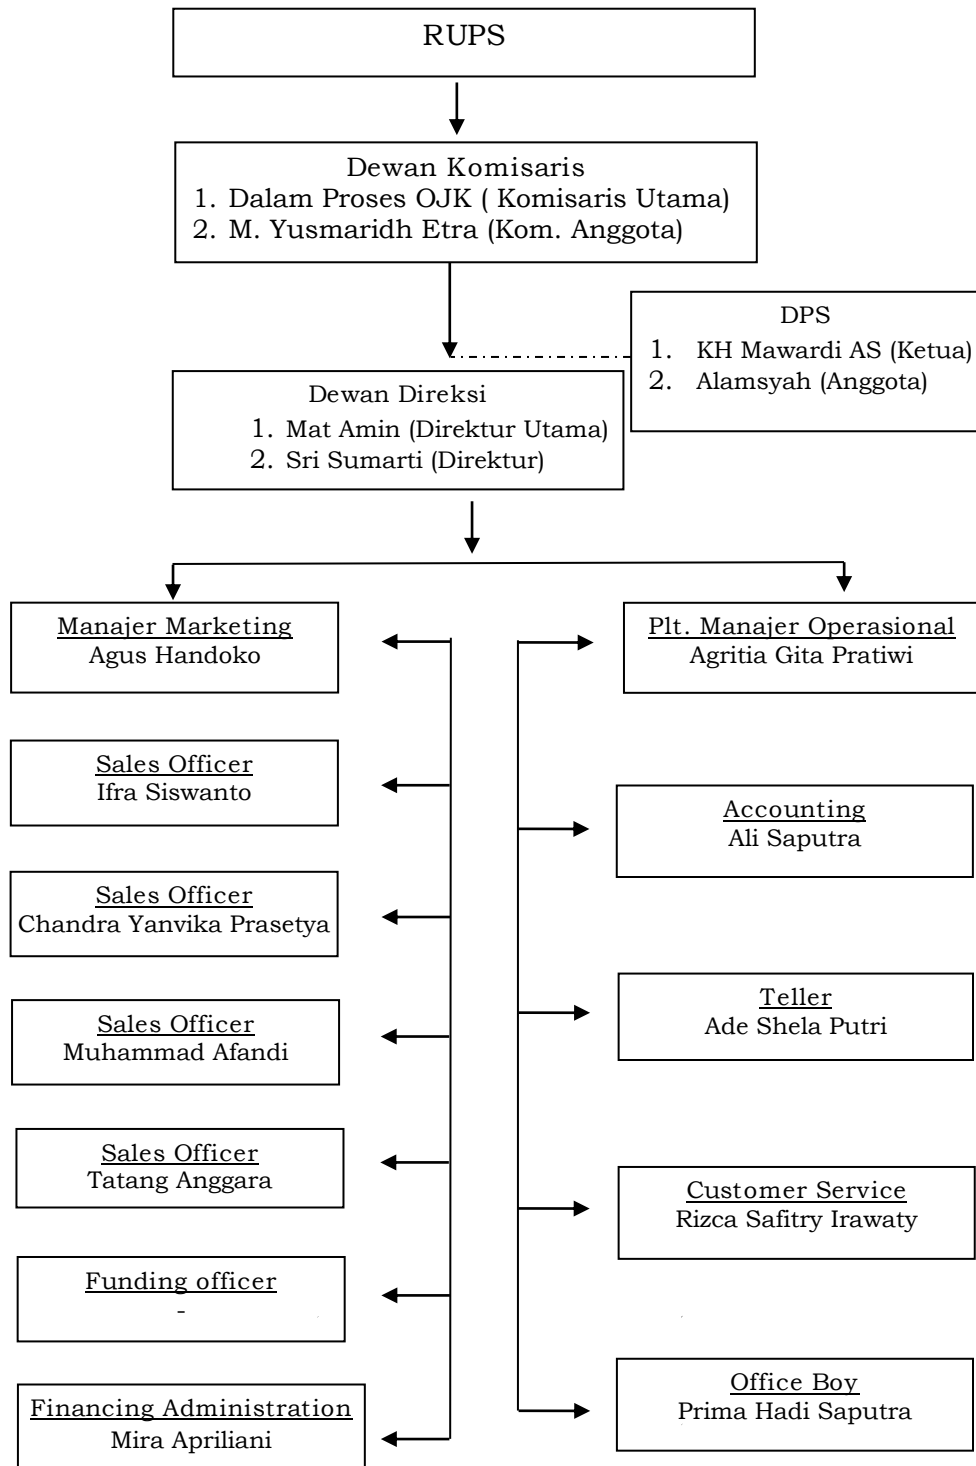 RUPS
Dewan Komisaris
1. Dalam Proses OJK ( Komisaris Utama)
2. M. Yusmaridh Etra (Kom. Anggota)
DPS
1. KH Mawardi AS (Ketua)
2. Alamsyah (Anggota)
Dewan Direksi
1. Mat Amin (Direktur Utama)
2. Sri Sumarti (Direktur)
Manajer Marketing
Agus Handoko
Sales Officer
Ifra Siswanto
Sales Officer
Chandra Yanvika Prasetya
Sales Officer
Muhammad Afandi
Sales Officer
Tatang Anggara
Funding officer
-
Financing Administration
Mira Apriliani
Plt. Manajer Operasional
Agritia Gita Pratiwi
Accounting
Ali Saputra
Teller
Ade Shela Putri
Customer Service
Rizca Safitry Irawaty
Office Boy
Prima Hadi Saputra